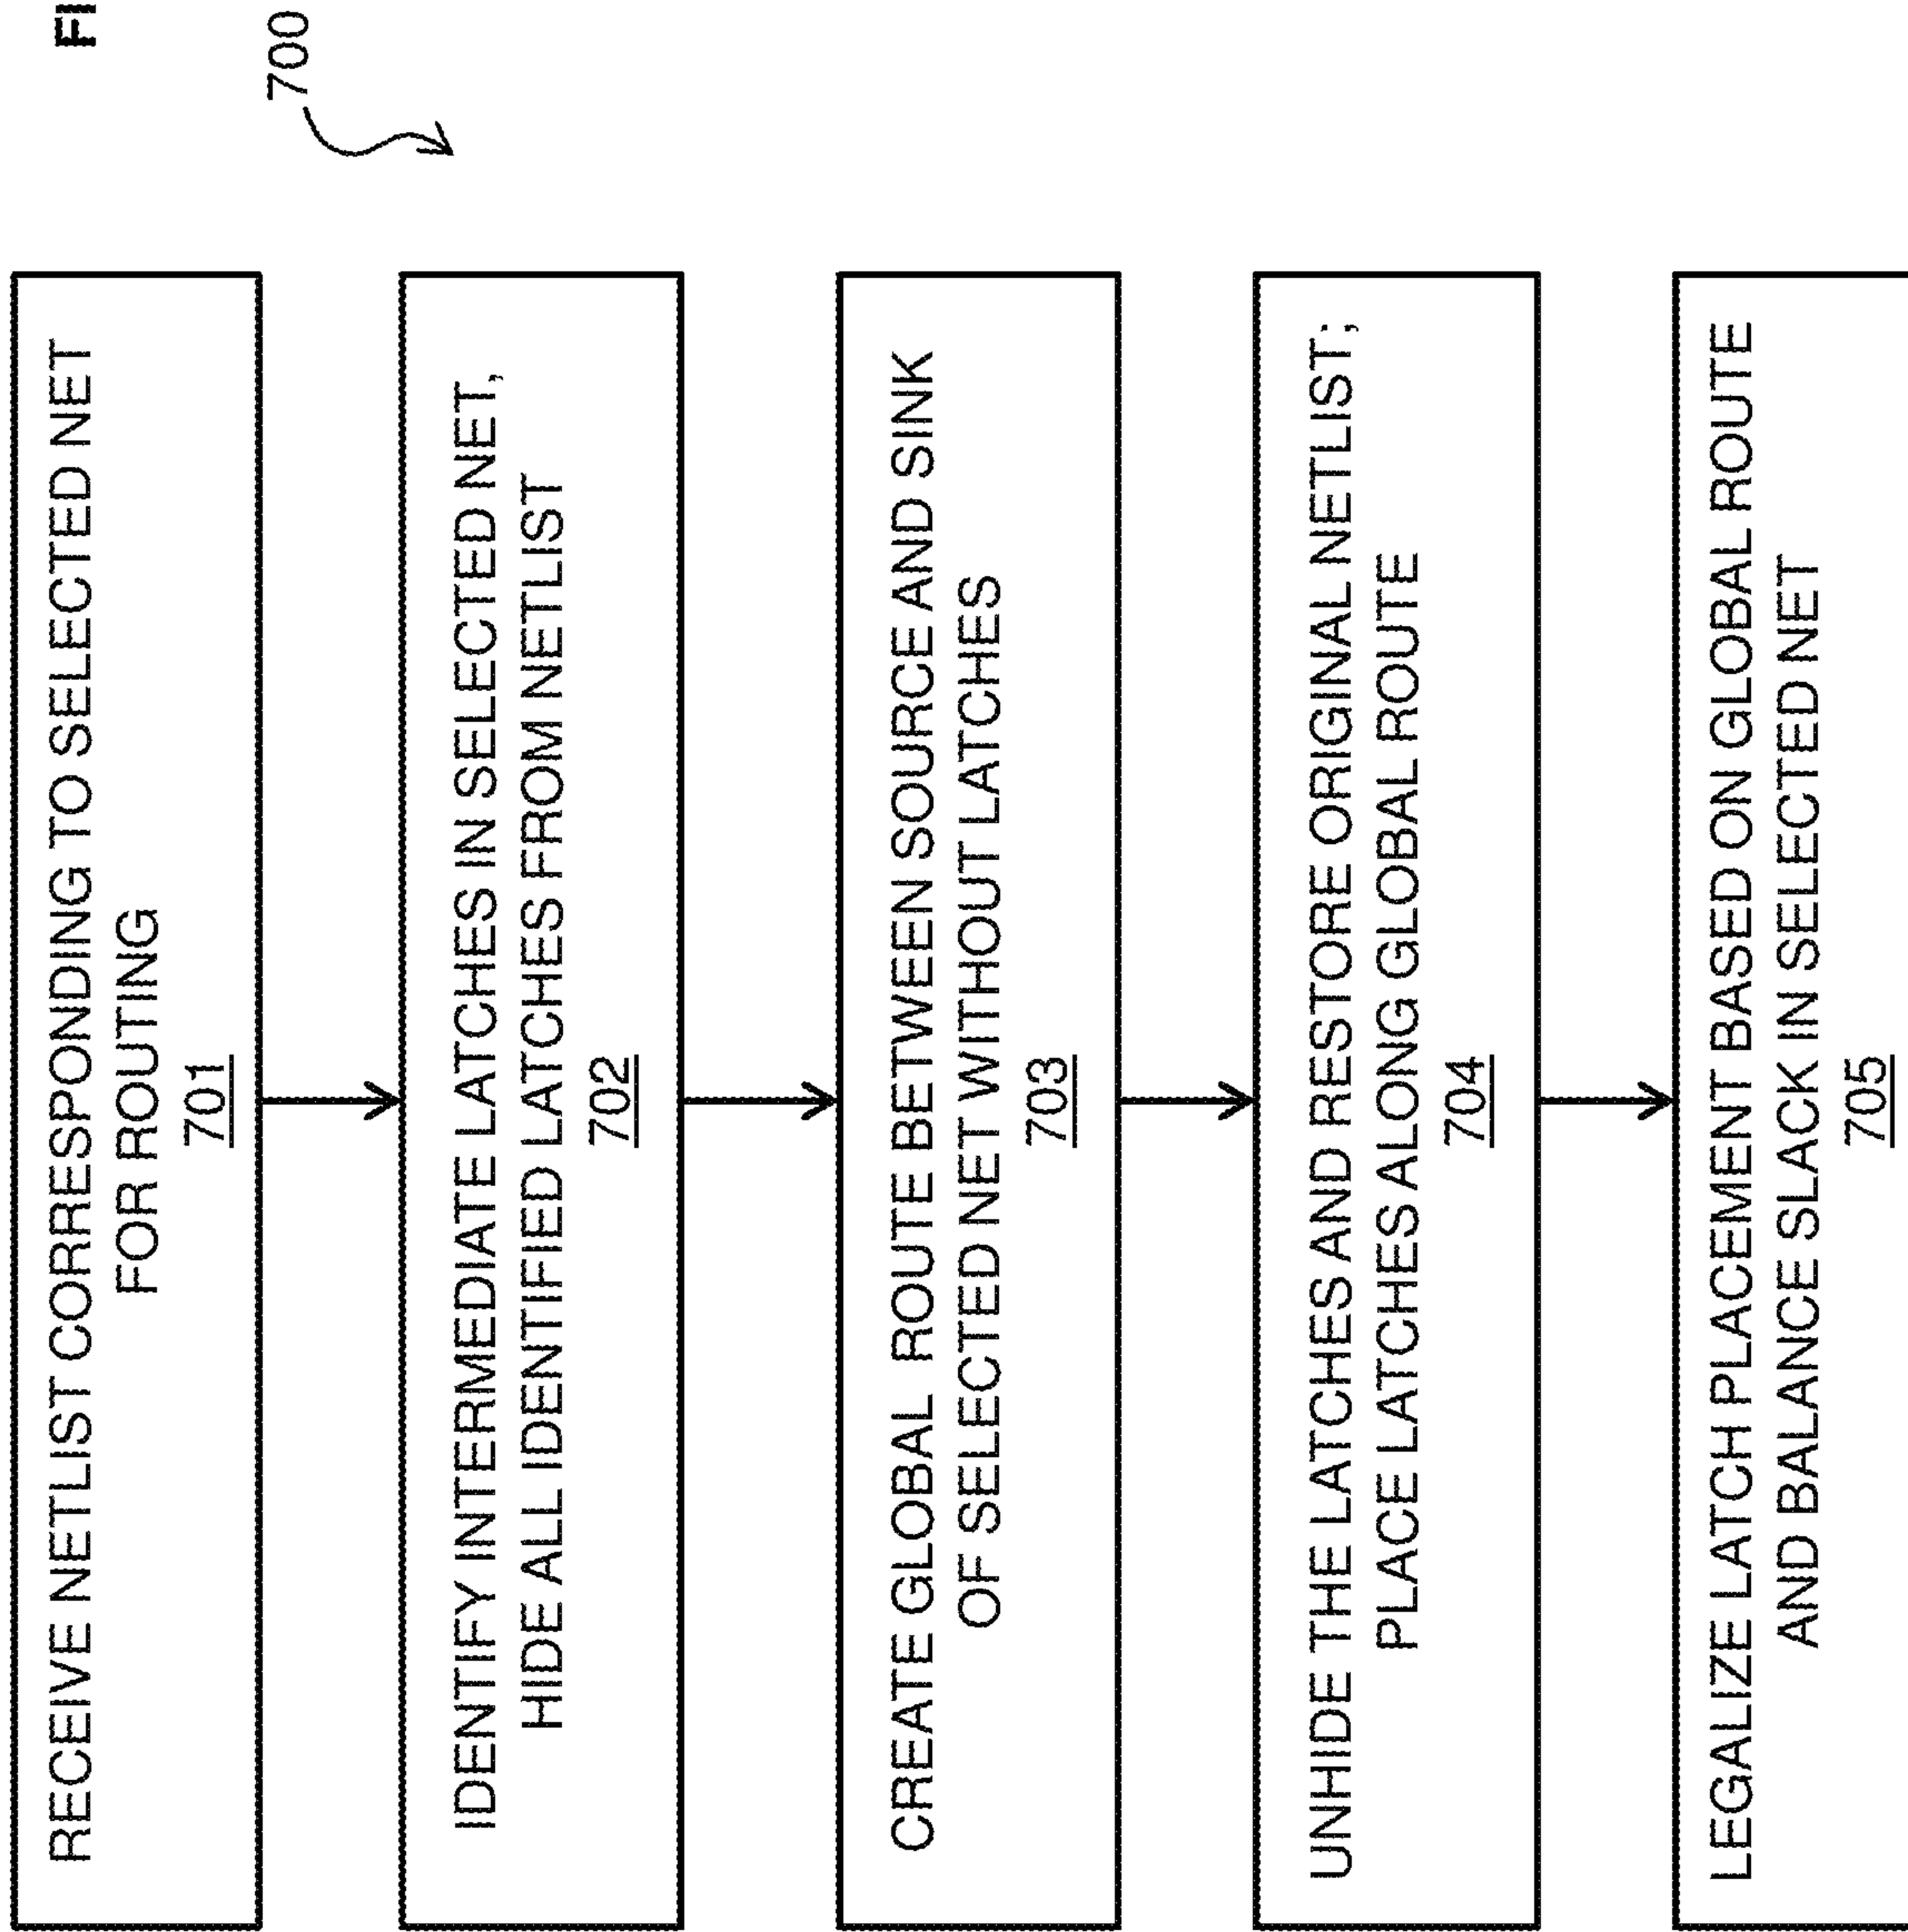 700
RECEIVE NETLIST CORRESPONDING TO SELECTED NET
FOR ROUTING
701
IDENTIFY INTERMEDIATE LATCHES IN SELECTED NET,
HIDE ALL IDENTIFIED LATCHES FROM NETLIST
702
CREATE GLOBAL ROUTE BETWEEN SOURCE AND SINK
OF SELECTED NET WITHOUT LATCHES
703
UNHIDE THE LATCHES AND RESTORE ORIGINAL NETLIST;
PLACE LATCHES ALONG GLOBAL ROUTE
704
LEGALIZE LATCH PLACEMENT BASED ON GLOBAL ROUTE
AND BALANCE SLACK IN SELECTED NET
705